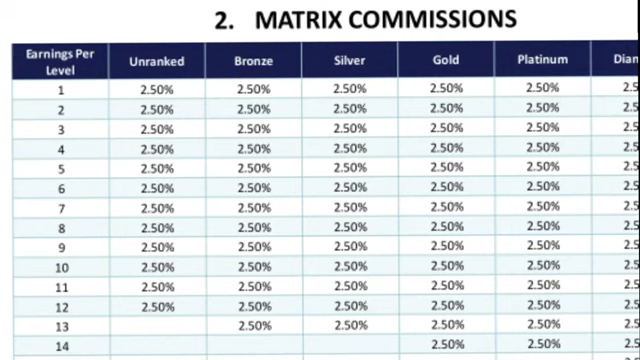 2. MATRIX COMMISSIONS
Earnings Per Level Unranked Bronze Silver Gold Platinum Dian
1 2.50% 2.50% 2.50% 2.50% 2.50% 2.5
2 2.50% 2.50% 2.50% 2.50% 2.50% 2.5
3 2.50% 2.50% 2.50% 2.50% 2.50% 2.5
4 2.50% 2.50% 2.50% 2.50% 2.50% 2.5
5 2.50% 2.50% 2.50% 2.50% 2.50% 2.5
6 2.50% 2.50% 2.50% 2.50% 2.50% 2.5
7 2.50% 2.50% 2.50% 2.50% 2.50% 2.5
8 2.50% 2.50% 2.50% 2.50% 2.50% 2.5
9 2.50% 2.50% 2.50% 2.50% 2.50% 2.5
10 2.50% 2.50% 2.50% 2.50% 2.50% 2.5
11 2.50% 2.50% 2.50% 2.50% 2.50% 2.5
12 2.50% 2.50% 2.50% 2.50% 2.50% 2.5
13 2.50% 2.50% 2.50% 2.50% 2.5
14 2.50% 2.50% 2.5